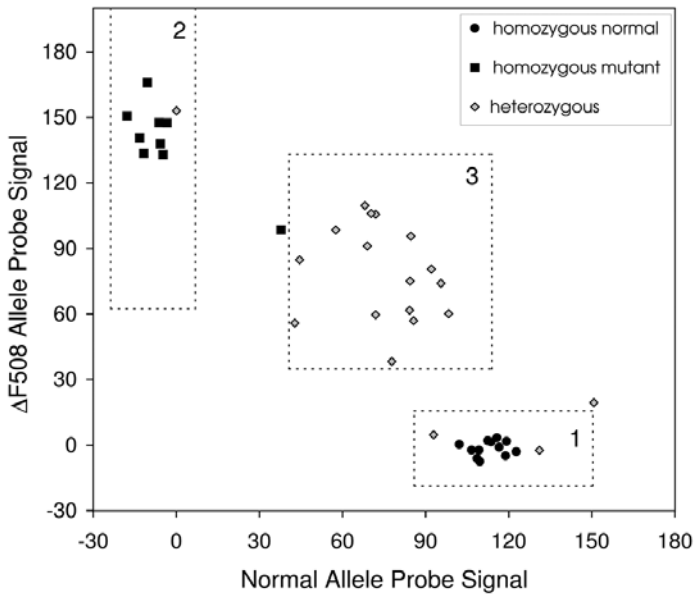 180
150
120
90
60
30
0
-30
-30 0 30 60 90 120 150 180
ΔF508 Allele Probe Signal
Normal Allele Probe Signal
2
3
1
homozygous normal
homozygous mutant
heterozygous